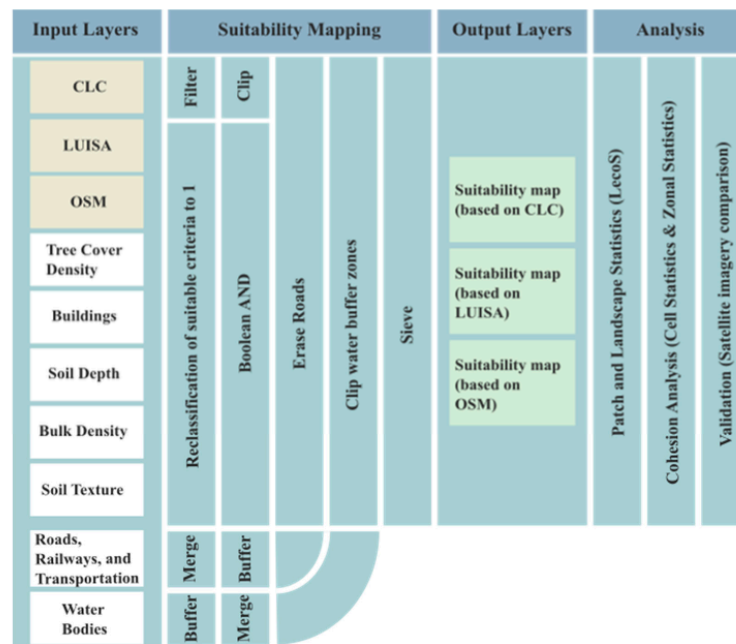 Input Layers
Suitability Mapping
Output Layers
Analysis
CLC
LUISA
OSM
Tree Cover
Density
Buildings
Soil Depth
Bulk Density
Soil Texture
Roads,
Railways, and
Transportation
Water
Bodies
Filter
Clip
Reclassification of suitable criteria to 1
Boolean AND
Merge
Buffer
Buffer
Merge
Erase Roads
Clip water buffer zones
Sieve
Suitability map
(based on CLC)
Suitability map
(based on
LUISA)
Suitability map
(based on
OSM)
Patch and Landscape Statistics (LecoS)
Cohesion Analysis (Cell Statistics & Zonal Statistics)
Validation (Satellite imagery comparison)